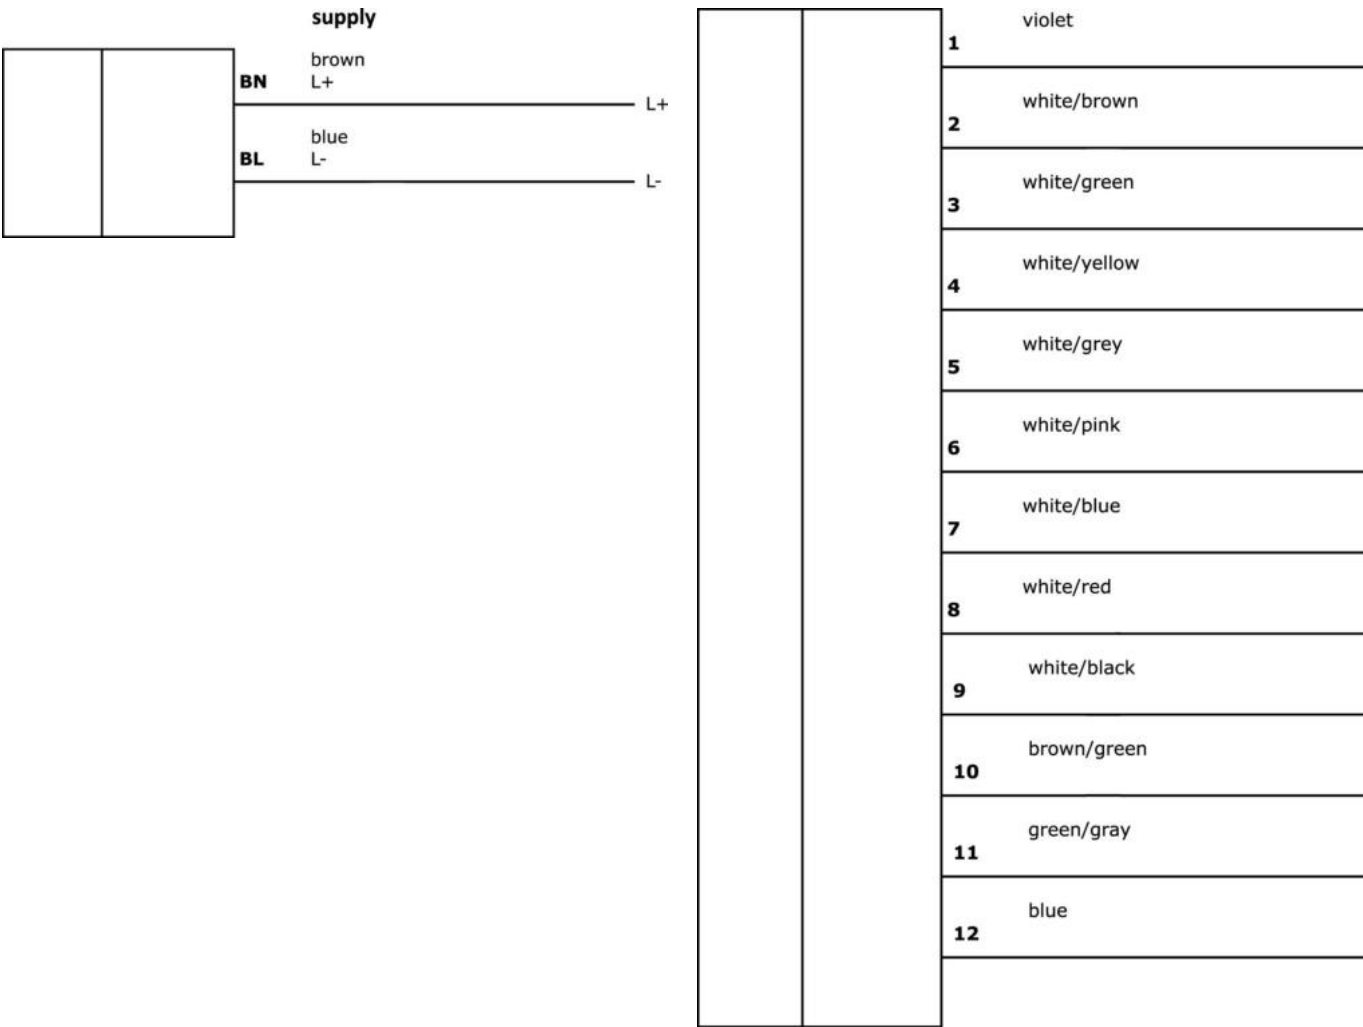 supply
brown
BN L+
L+
blue
BL L-
L-
violet
1
white/brown
2
white/green
3
white/yellow
4
white/grey
5
white/pink
6
white/blue
7
white/red
8
white/black
9
brown/green
10
green/gray
11
blue
12